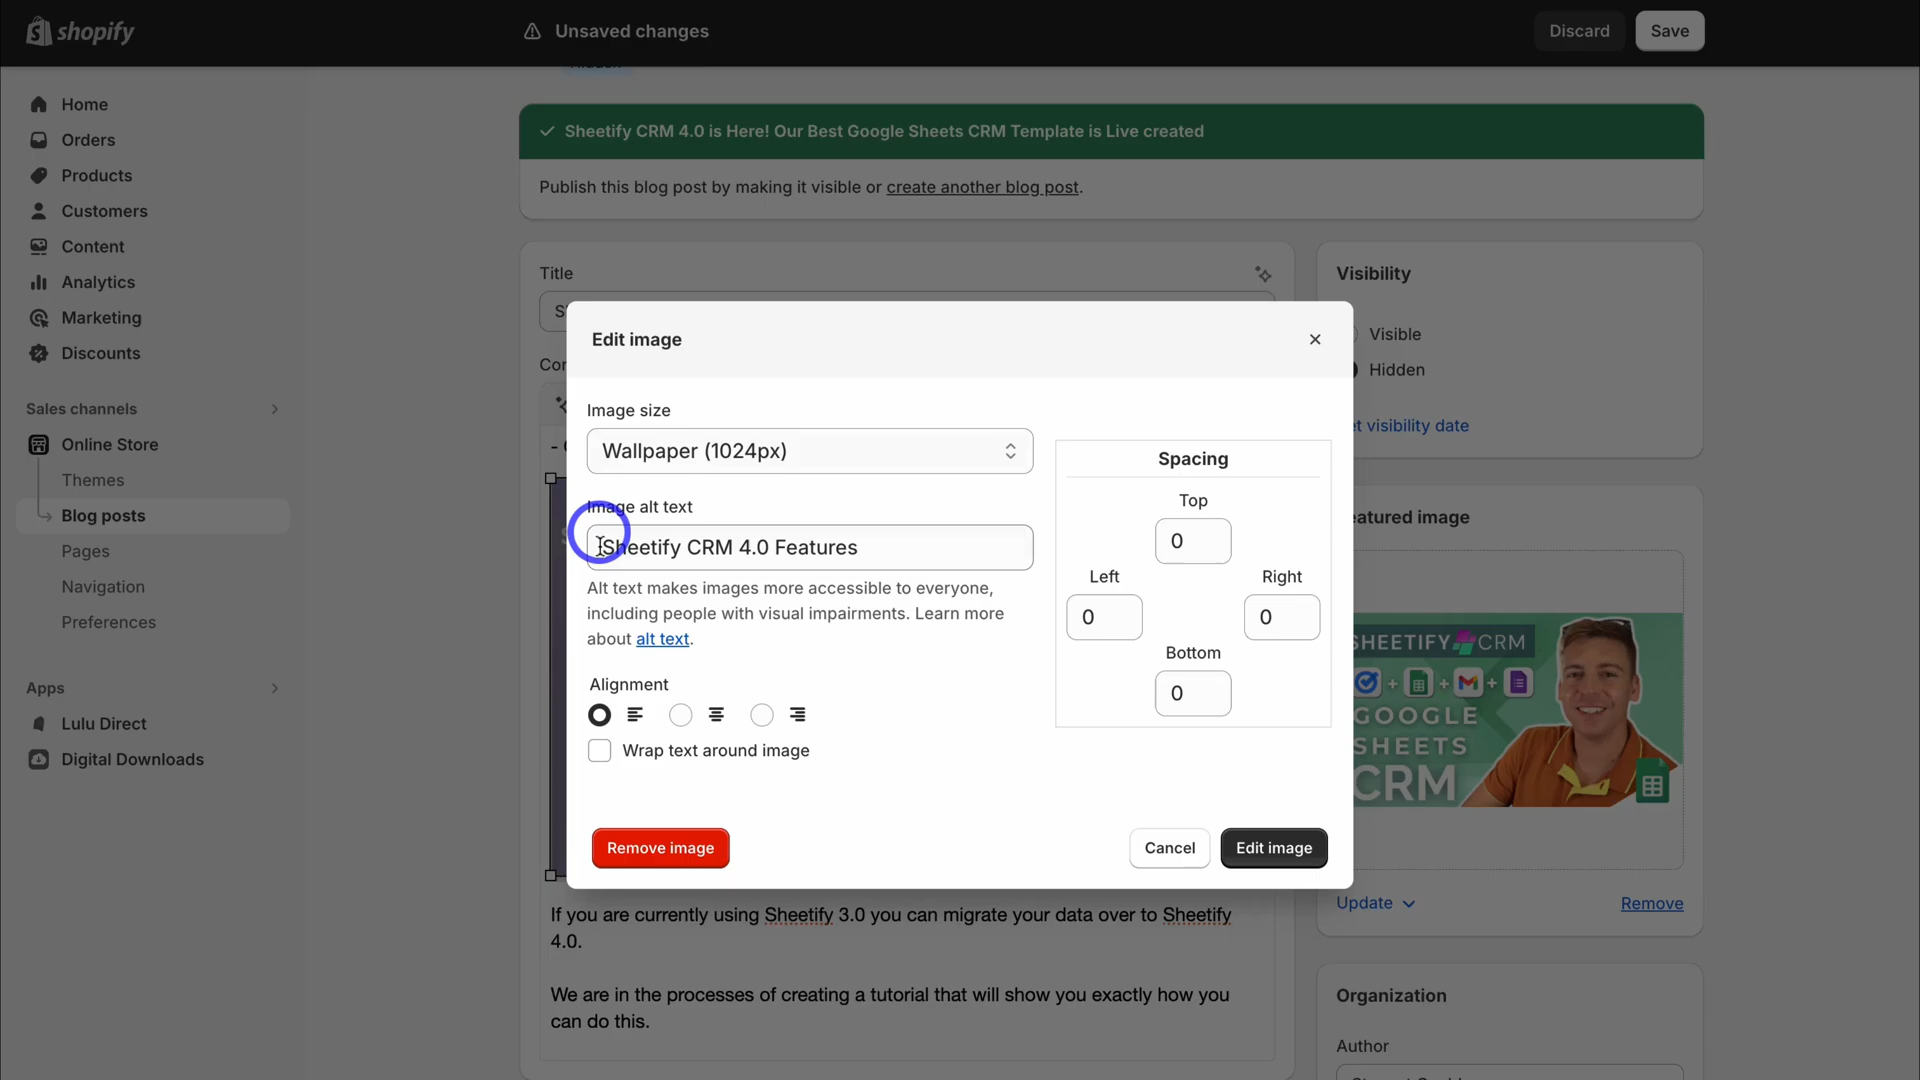 shopify
Unsaved changes
Discard
Save
Home
Orders
Products
Customers
Content
Analytics
Marketing
Discounts
Sales channels
Online Store
Themes
Blog posts
Pages
Navigation
Preferences
Apps
Lulu Direct
Digital Downloads
Sheetify CRM 4.0 is Here! Our Best Google Sheets CRM Template is Live created
Publish this blog post by making it visible or create another blog post.
Title
Edit image
Image size
Wallpaper (1024px)
Image alt text
Sheetify CRM 4.0 Features
Alt text makes images more accessible to everyone,
including people with visual impairments. Learn more
about alt text.
Alignment
Wrap text around image
Spacing
Top
0
Left
0
Right
0
Bottom
0
Remove image
Cancel
Edit image
If you are currently using Sheetify 3.0 you can migrate your data over to Sheetify
4.0.
We are in the processes of creating a tutorial that will show you exactly how you
can do this.
Visibility
Visible
Hidden
et visibility date
eatured image
SHEETIFY CRM
GOOGLE
SHEETS
CRM
Update
Remove
Organization
Author